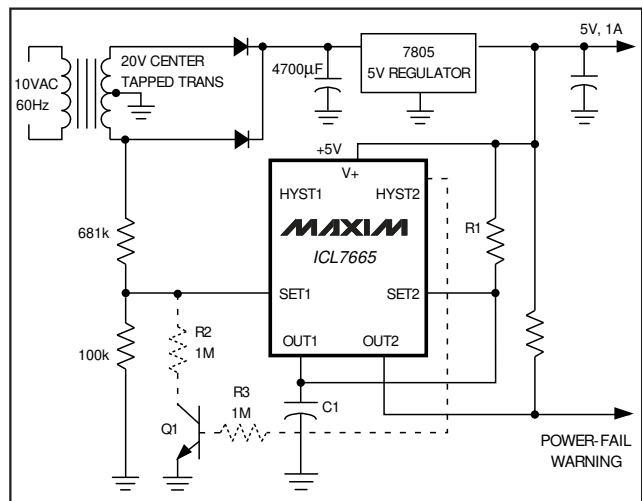 5V, 1A
20V CENTER
TAPPED TRANS
10VAC
60Hz
4700µF
7805
5V REGULATOR
+5V
V+
HYST1
HYST2
MAXIM
ICL7665
R1
681k
SET1
SET2
R2
1M
OUT1
OUT2
100k
R3
1M
C1
Q1
POWER-FAIL
WARNING